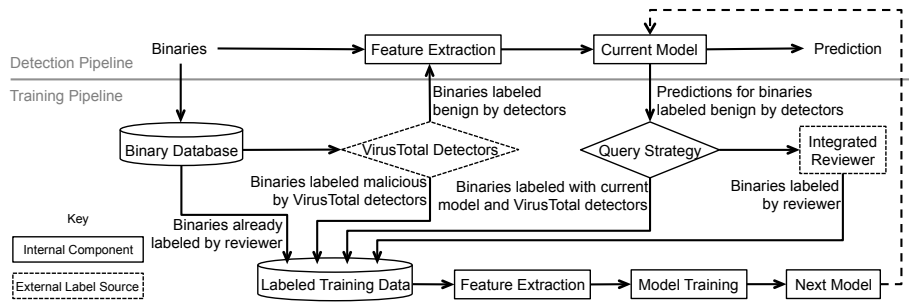 Binaries
Feature Extraction
Current Model
Prediction
Detection Pipeline
Training Pipeline
Binaries labeled
benign by detectors
Predictions for binaries
labeled benign by detectors
Binary Database
VirusTotal Detectors
Query Strategy
Integrated
Reviewer
Binaries labeled malicious
by VirusTotal detectors
Binaries labeled with current
model and VirusTotal detectors
Binaries labeled
by reviewer
Binaries already
labeled by reviewer
Key
Internal Component
External Label Source
Labeled Training Data
Feature Extraction
Model Training
Next Model